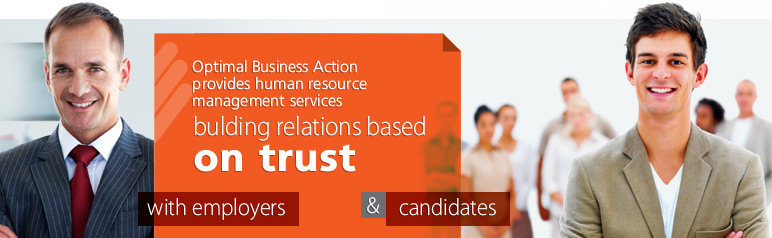 Optimal Business Action
provides human resource
management services
bulding relations based
on trust
with employers & candidates